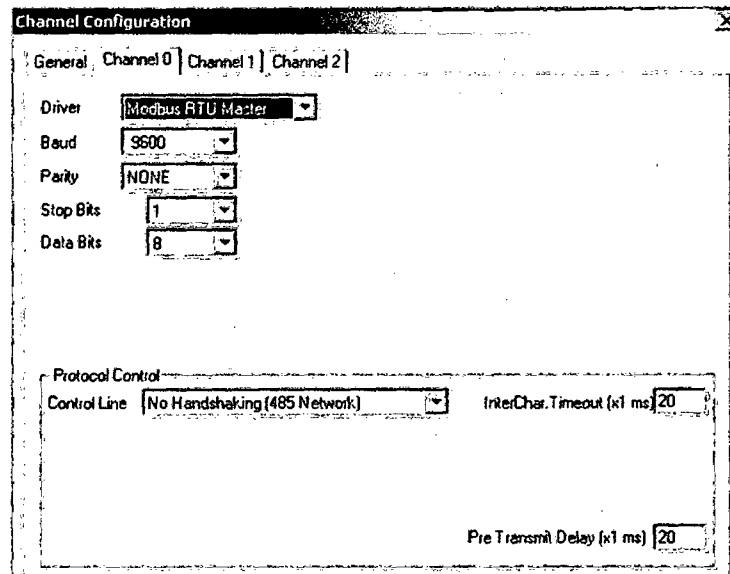 Channel Configuration
General Channel 0 Channel 1 Channel 2
Driver Modbus RTU Master
Baud 9600
Parity NONE
Stop Bits 1
Data Bits 8
Protocol Control
Control Line No Handshaking (485 Network) InterChar.Timeout (x1 ms) 20
Pre Transmit Delay (x1 ms) 20